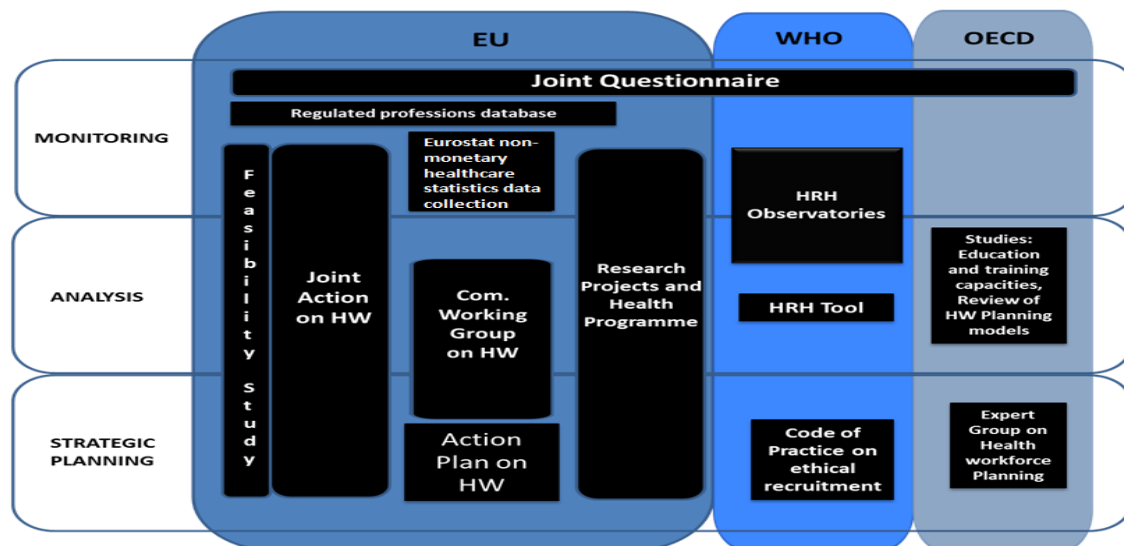 EU
WHO
OECD
Joint Questionnaire
MONITORING
Regulated professions database
Eurostat non-
monetary
healthcare
statistics data
collection
Feasibility Study
Joint
Action
on HW
Research
Projects and
Health
Programme
HRH
Observatories
ANALYSIS
Com.
Working
Group
on HW
HRH Tool
Studies:
Education
and training
capacities,
Review of
HW Planning
models
STRATEGIC
PLANNING
Action
Plan on
HW
Code of
Practice on
ethical
recruitment
Expert
Group on
Health
workforce
Planning